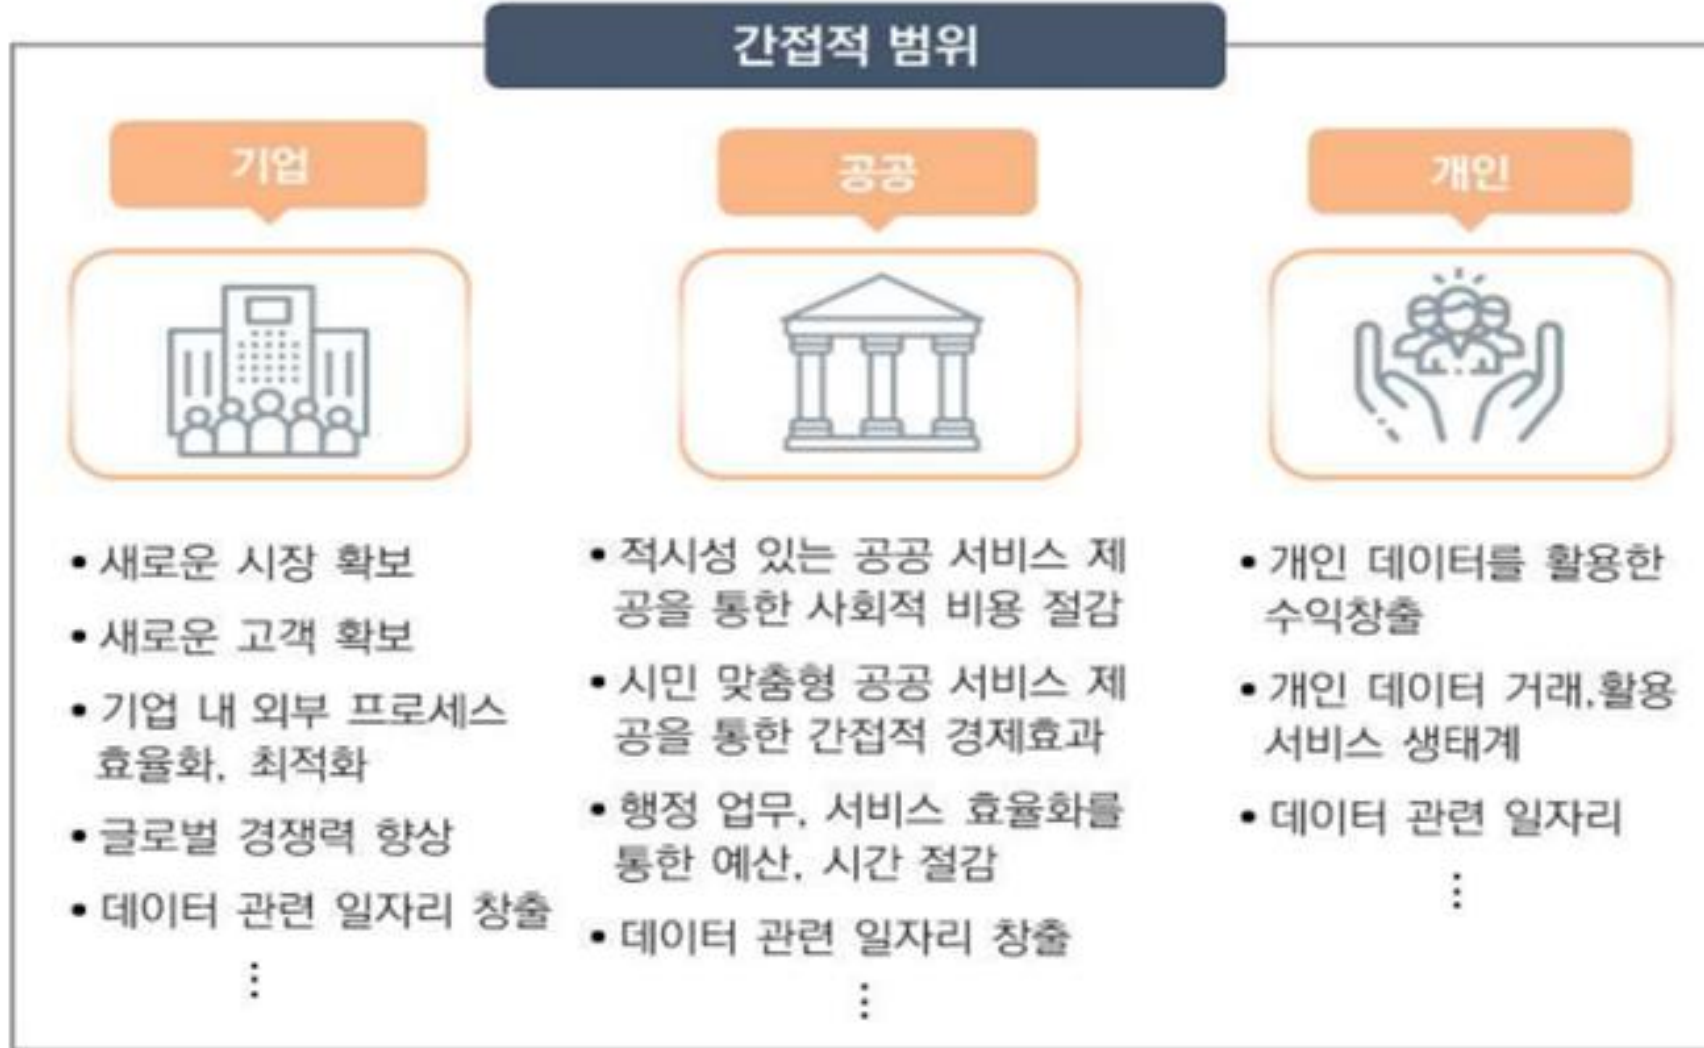 간접적 범위
기업
• 새로운 시장 확보
• 새로운 고객 확보
• 기업 내 외부 프로세스
효율화, 최적화
• 글로벌 경쟁력 향상
• 데이터 관련 일자리 창출
⋮
공공
• 적시성 있는 공공 서비스 제
공을 통한 사회적 비용 절감
• 시민 맞춤형 공공 서비스 제
공을 통한 간접적 경제효과
• 행정 업무, 서비스 효율화를
통한 예산, 시간 절감
• 데이터 관련 일자리 창출
⋮
개인
• 개인 데이터를 활용한
수익창출
• 개인 데이터 거래,활용
서비스 생태계
• 데이터 관련 일자리
⋮